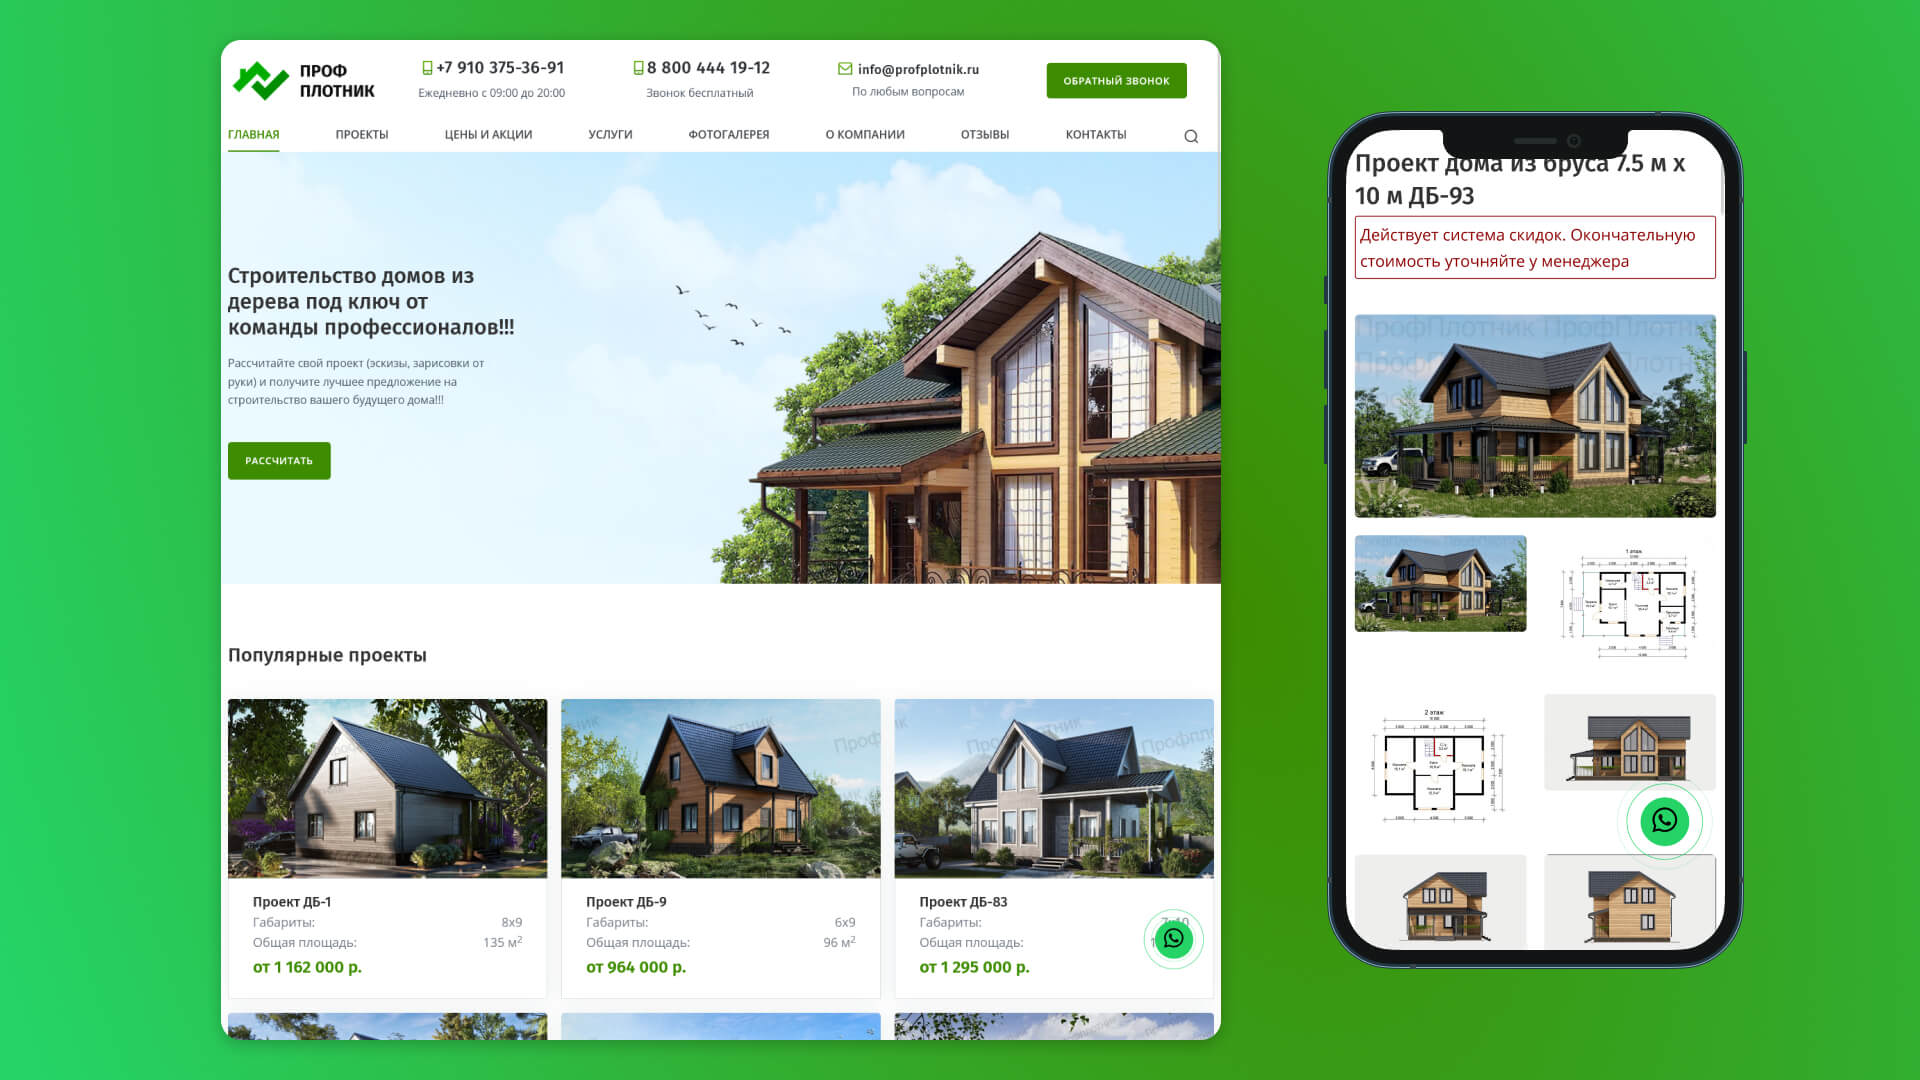 ПРОФ
ПЛОТНИК
+7 910 375-36-91
Ежедневно с 09:00 до 20:00
8 800 444 19-12
Звонок бесплатный
info@profplotnik.ru
По любым вопросам
ОБРАТНЫЙ ЗВОНОК
ГЛАВНАЯ
ПРОЕКТЫ
ЦЕНЫ И АКЦИИ
УСЛУГИ
ФОТОГАЛЕРЕЯ
О КОМПАНИИ
ОТЗЫВЫ
КОНТАКТЫ
Строительство домов из
дерева под ключ от
команды профессионалов!!!
Рассчитайте свой проект (эскизы, зарисовки от
руки) и получите лучшее предложение на
строительство вашего будущего дома!!!
РАССЧИТАТЬ
Популярные проекты
Проект ДБ-1
Габариты: 8x9
Общая площадь: 135 м²
от 1 162 000 р.
Проект ДБ-9
Габариты: 6x9
Общая площадь: 96 м²
от 964 000 р.
Проект ДБ-83
Габариты:
Общая площадь:
от 1 295 000 р.
Проект дома из бруса 7.5 м x
10 м ДБ-93
Действует система скидок. Окончательную
стоимость уточняйте у менеджера
ПрофПлотник ПрофПлотн
1 этаж
2 этаж